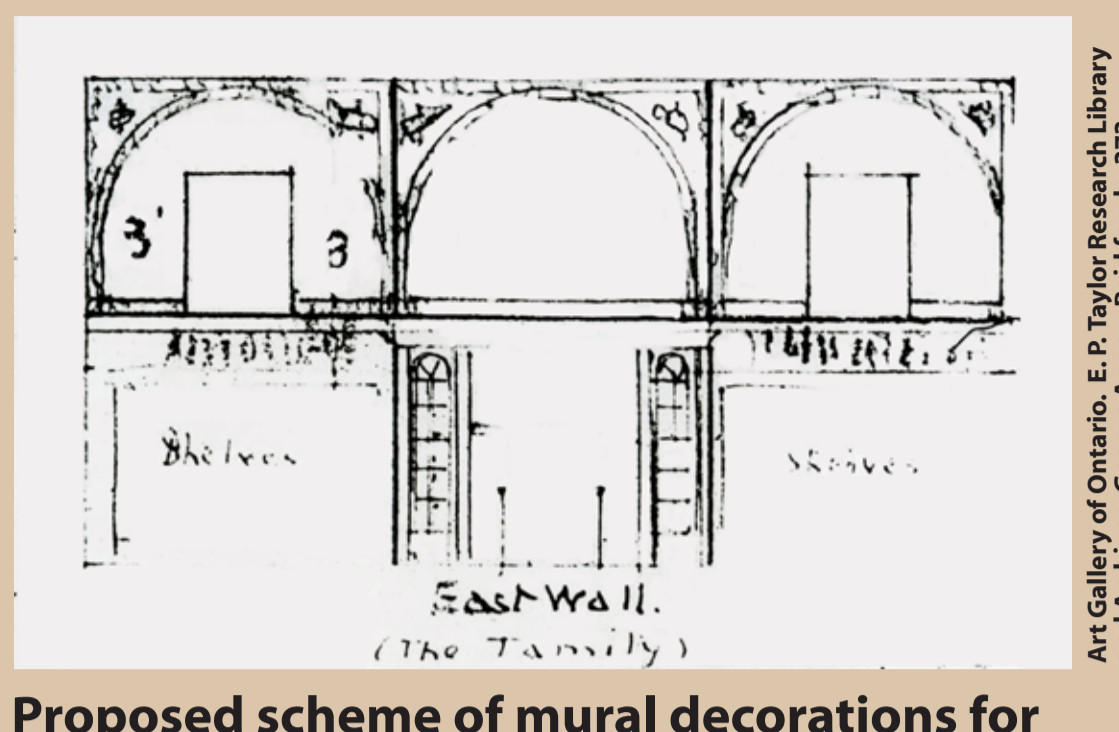 3' 3
Shelves Shelves
East Wall.
(The Family)
Art Gallery of Ontario. E. P. Taylor Research Library
Proposed scheme of mural decorations for